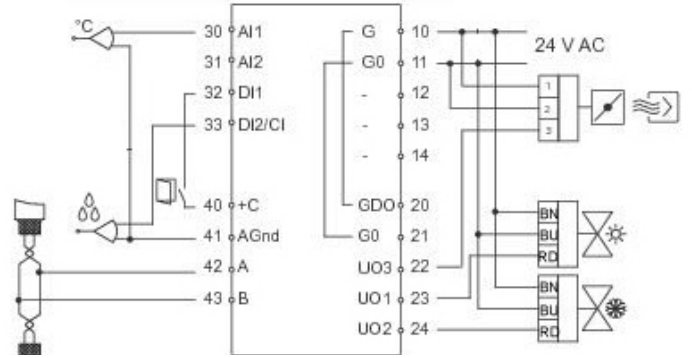 °C
30 AI1
31 AI2
32 DI1
33 DI2/CI
40 +C
41 AGnd
42 A
43 B
G 10
G0 11
- 12
- 13
- 14
GDO 20
G0 21
UO3 22
UO1 23
UO2 24
24 V AC
1
2
3
BN
BU
RD
BN
BU
RD